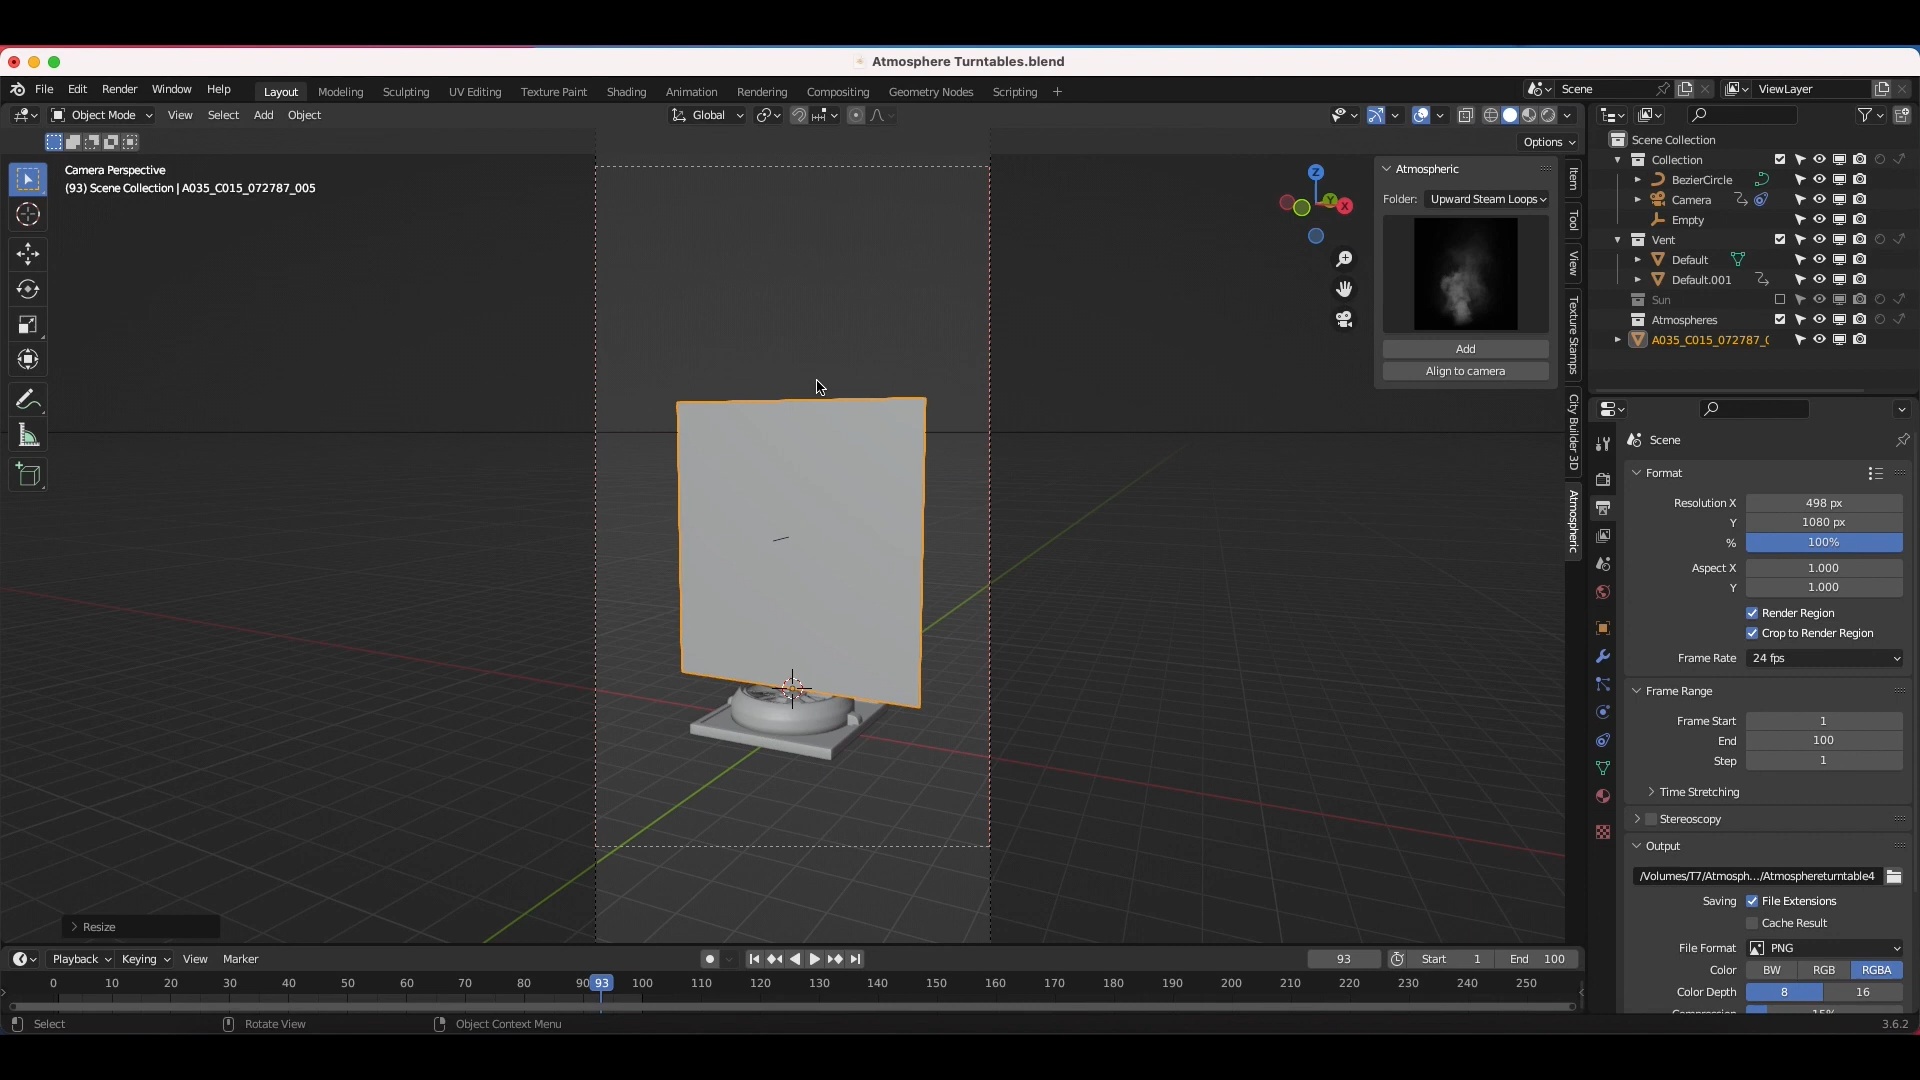 Atmosphere Turntables.blend
File Edit Render Window Help Layout Modeling Sculpting UV Editing Texture Paint Shading Animation Rendering Compositing Geometry Nodes Scripting + Scene ViewLayer
Object Mode View Select Add Object Global
Options
Camera Perspective
(93) Scene Collection | A035_C015_072787_005
Z
Y
X
Atmospheric
Folder: Upward Steam Loops
Add
Align to camera
Item
Tool
View
Texture Stamps
City Builder 3D
Atmospheric
Scene Collection
Collection
BezierCircle
Camera
Empty
Vent
Default
Default.001
Sun
Atmospheres
A035_C015_072787_0
Scene
Format
Resolution X 498 px
Y 1080 px
% 100%
Aspect X 1.000
Y 1.000
Render Region
Crop to Render Region
Frame Rate 24 fps
Frame Range
Frame Start 1
End 100
Step 1
Time Stretching
Stereoscopy
Output
/Volumes/T7/Atmosph.../Atmosphereturntable4
Saving File Extensions
Cache Result
File Format PNG
Color BW RGB RGBA
Color Depth 8 16
Resize
Playback Keying View Marker 93 Start 1 End 100
0 10 20 30 40 50 60 70 80 90 93 100 110 120 130 140 150 160 170 180 190 200 210 220 230 240 250
Select Rotate View Object Context Menu 3.6.2